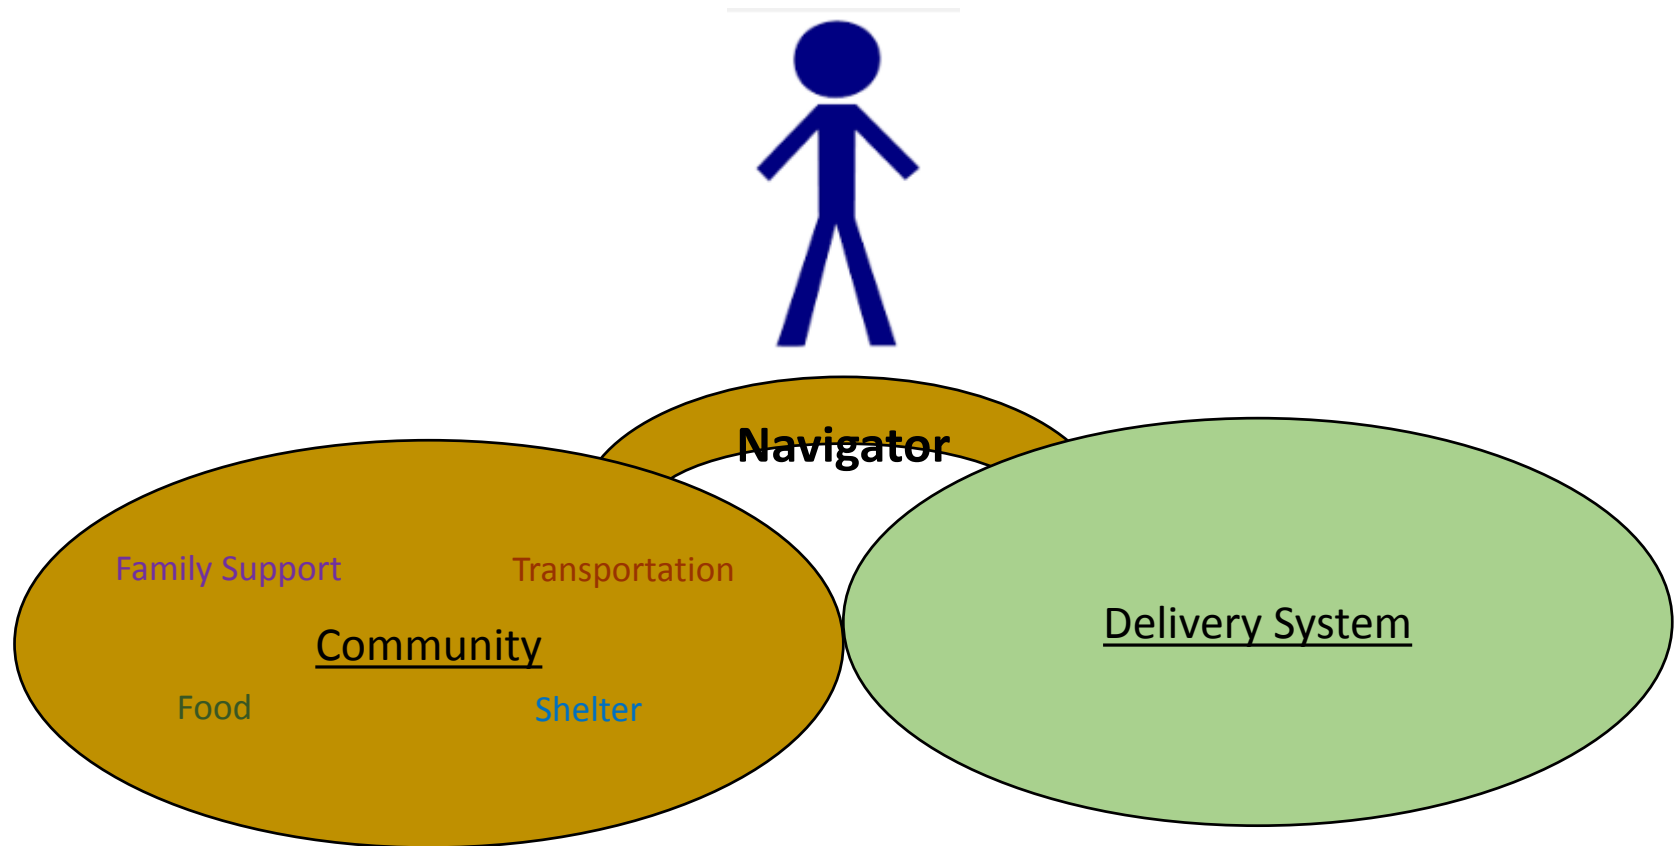 Navigator
Family Support
Transportation
Community
Food
Shelter
Delivery System